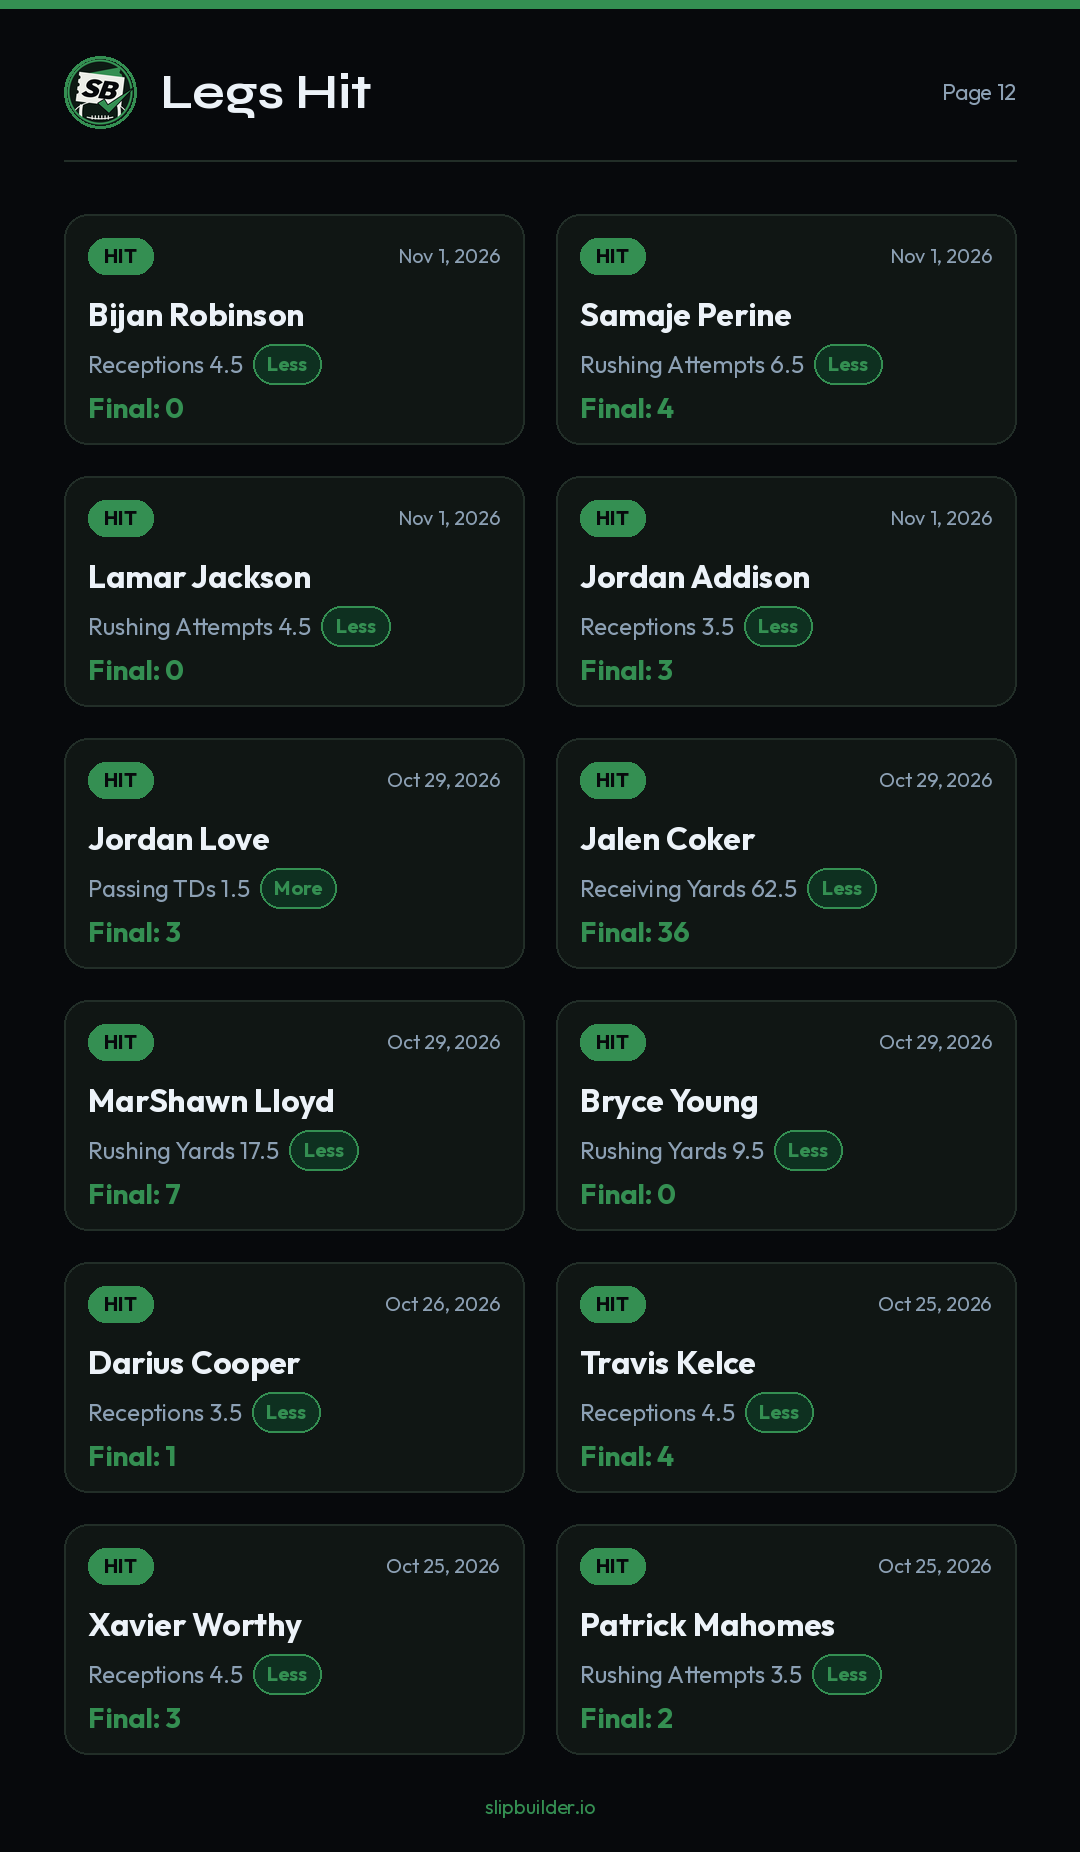 SB
Legs Hit
Page 12
HIT
Nov 1, 2026
Bijan Robinson
Receptions 4.5 Less
Final: 0
HIT
Nov 1, 2026
Samaje Perine
Rushing Attempts 6.5 Less
Final: 4
HIT
Nov 1, 2026
Lamar Jackson
Rushing Attempts 4.5 Less
Final: 0
HIT
Nov 1, 2026
Jordan Addison
Receptions 3.5 Less
Final: 3
HIT
Oct 29, 2026
Jordan Love
Passing TDs 1.5 More
Final: 3
HIT
Oct 29, 2026
Jalen Coker
Receiving Yards 62.5 Less
Final: 36
HIT
Oct 29, 2026
MarShawn Lloyd
Rushing Yards 17.5 Less
Final: 7
HIT
Oct 29, 2026
Bryce Young
Rushing Yards 9.5 Less
Final: 0
HIT
Oct 26, 2026
Darius Cooper
Receptions 3.5 Less
Final: 1
HIT
Oct 25, 2026
Travis Kelce
Receptions 4.5 Less
Final: 4
HIT
Oct 25, 2026
Xavier Worthy
Receptions 4.5 Less
Final: 3
HIT
Oct 25, 2026
Patrick Mahomes
Rushing Attempts 3.5 Less
Final: 2
slipbuilder.io